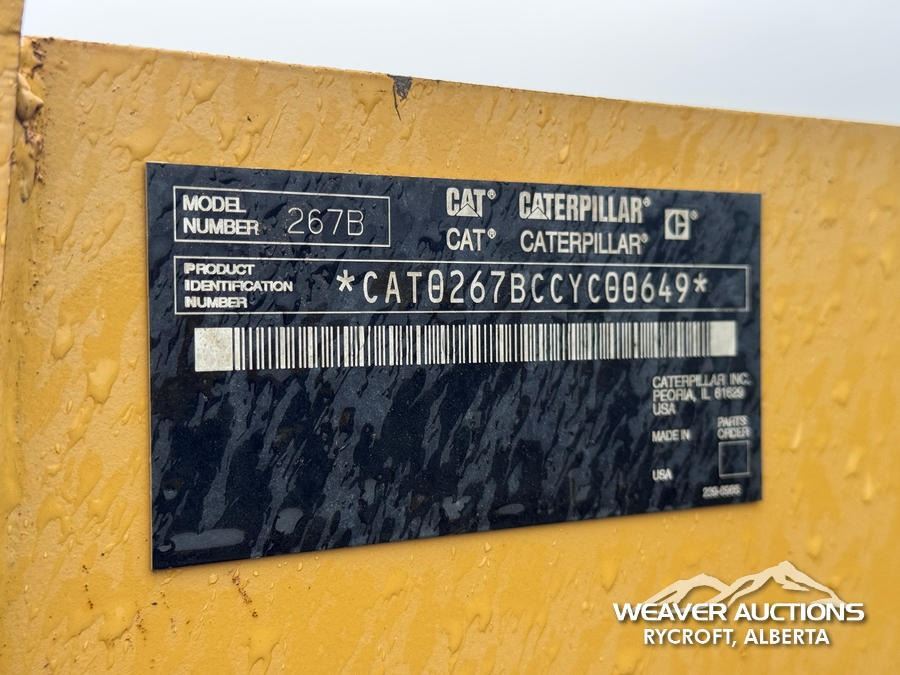 MODEL
NUMBER 267B
CAT® CATERPILLAR®
CAT® CATERPILLAR®
PRODUCT
IDENTIFICATION
NUMBER
*CAT0267BCCYC00649*
CATERPILLAR INC.
PEORIA, IL 61629
USA
MADE IN
PARTS
ORDER
USA
WEAVER AUCTIONS
RYCROFT, ALBERTA